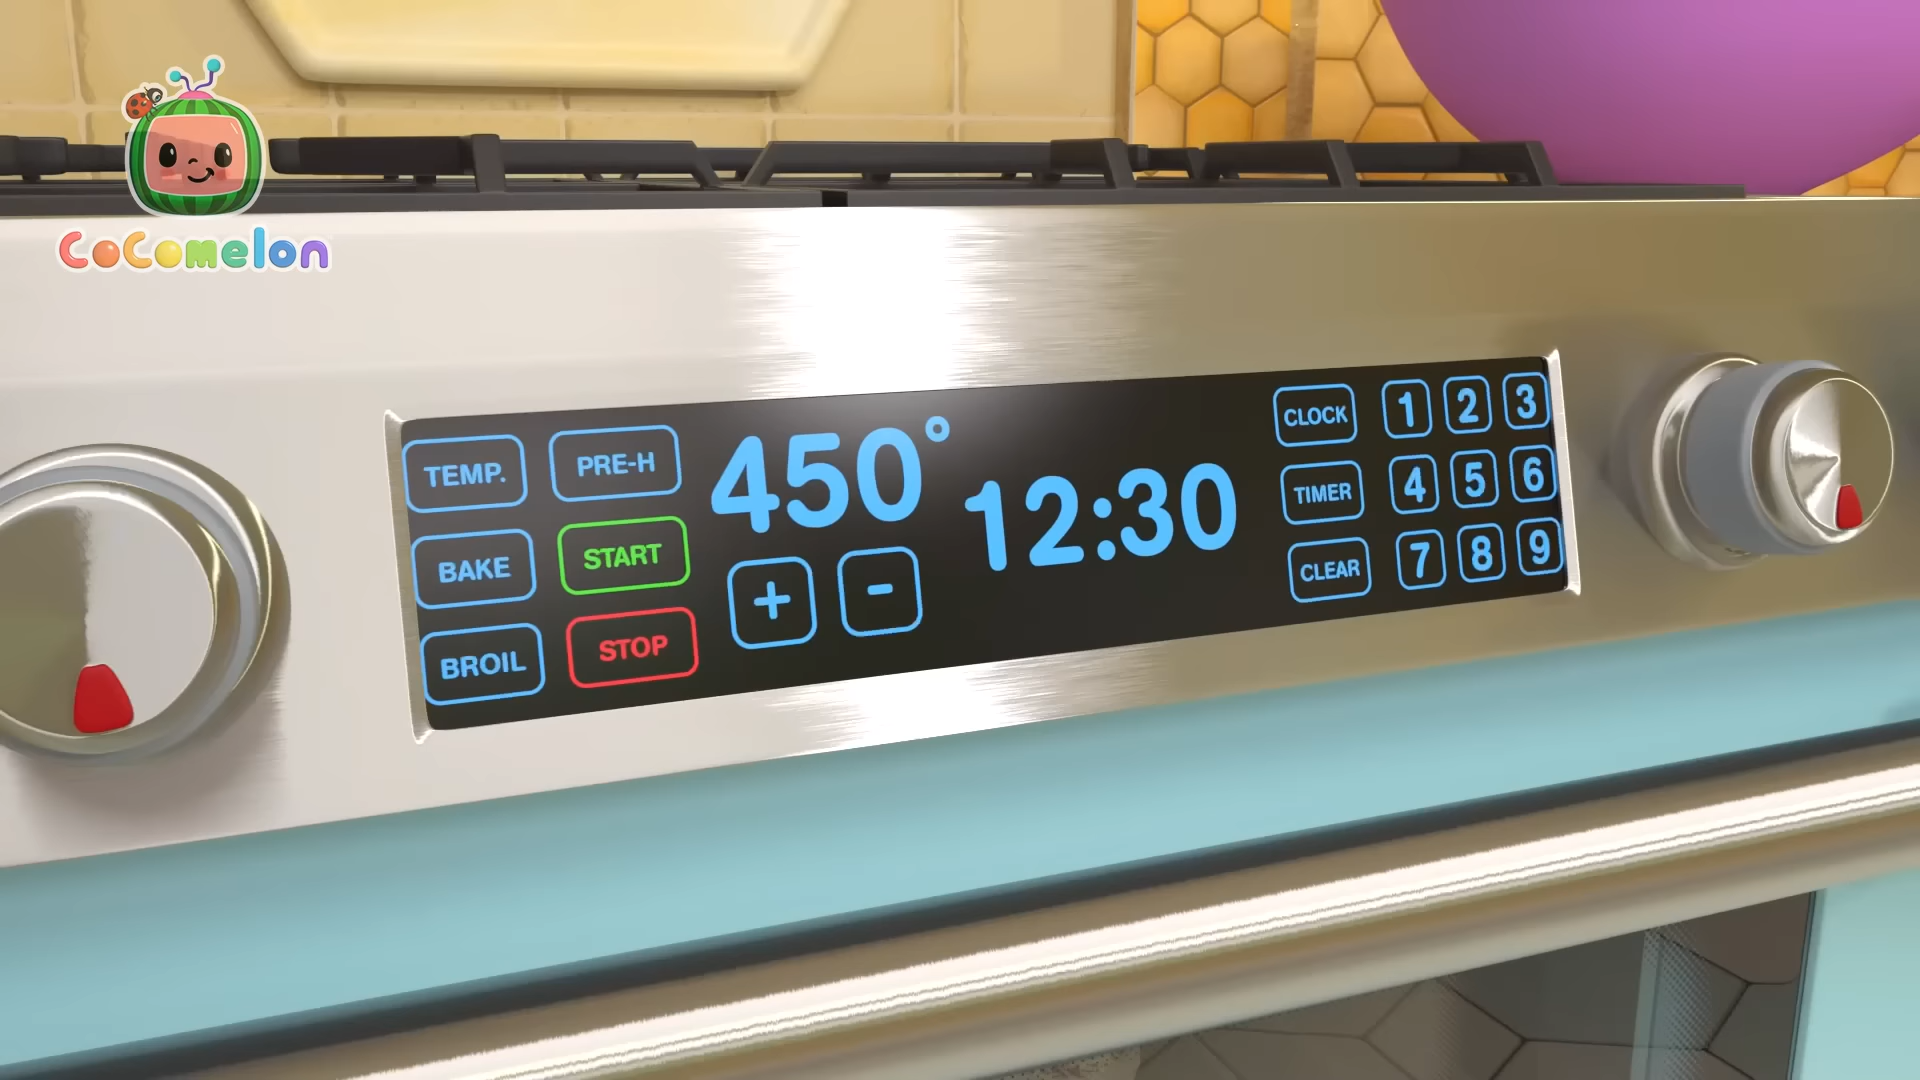 CoComelon
TEMP. PRE-H 450° 12:30 CLOCK 1 2 3
BAKE START + - TIMER 4 5 6
BROIL STOP CLEAR 7 8 9